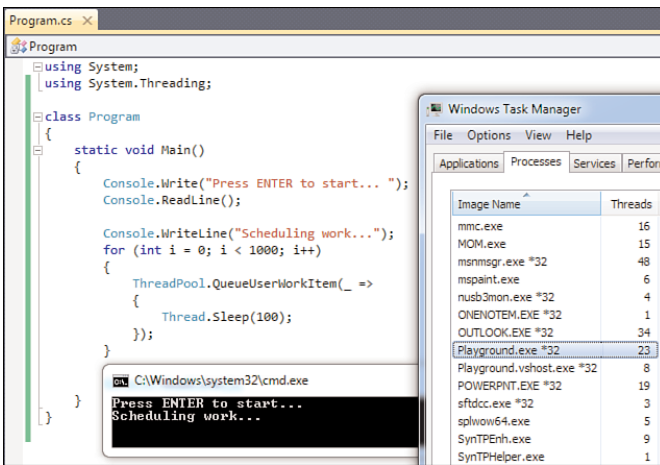 Program.cs
Program
using System;
using System.Threading;
class Program
{
static void Main()
{
Console.Write("Press ENTER to start... ");
Console.ReadLine();
Console.WriteLine("Scheduling work...");
for (int i = 0; i < 1000; i++)
{
ThreadPool.QueueUserWorkItem(_ =>
{
Thread.Sleep(100);
});
}
}
}
C:\Windows\system32\cmd.exe
Press ENTER to start...
Scheduling work...
Windows Task Manager
File Options View Help
Applications Processes Services Perfor
Image Name Threads
mmc.exe 16
MOM.exe 15
msnmsgr.exe *32 48
mspaint.exe 6
nusb3mon.exe *32 4
ONENOTEM.EXE *32 1
OUTLOOK.EXE *32 34
Playground.exe *32 23
Playground.vshost.exe *32 8
POWERPNT.EXE *32 19
sftdcc.exe *32 3
splwow64.exe 5
SynTPEnh.exe 9
SynTPHelper.exe 1